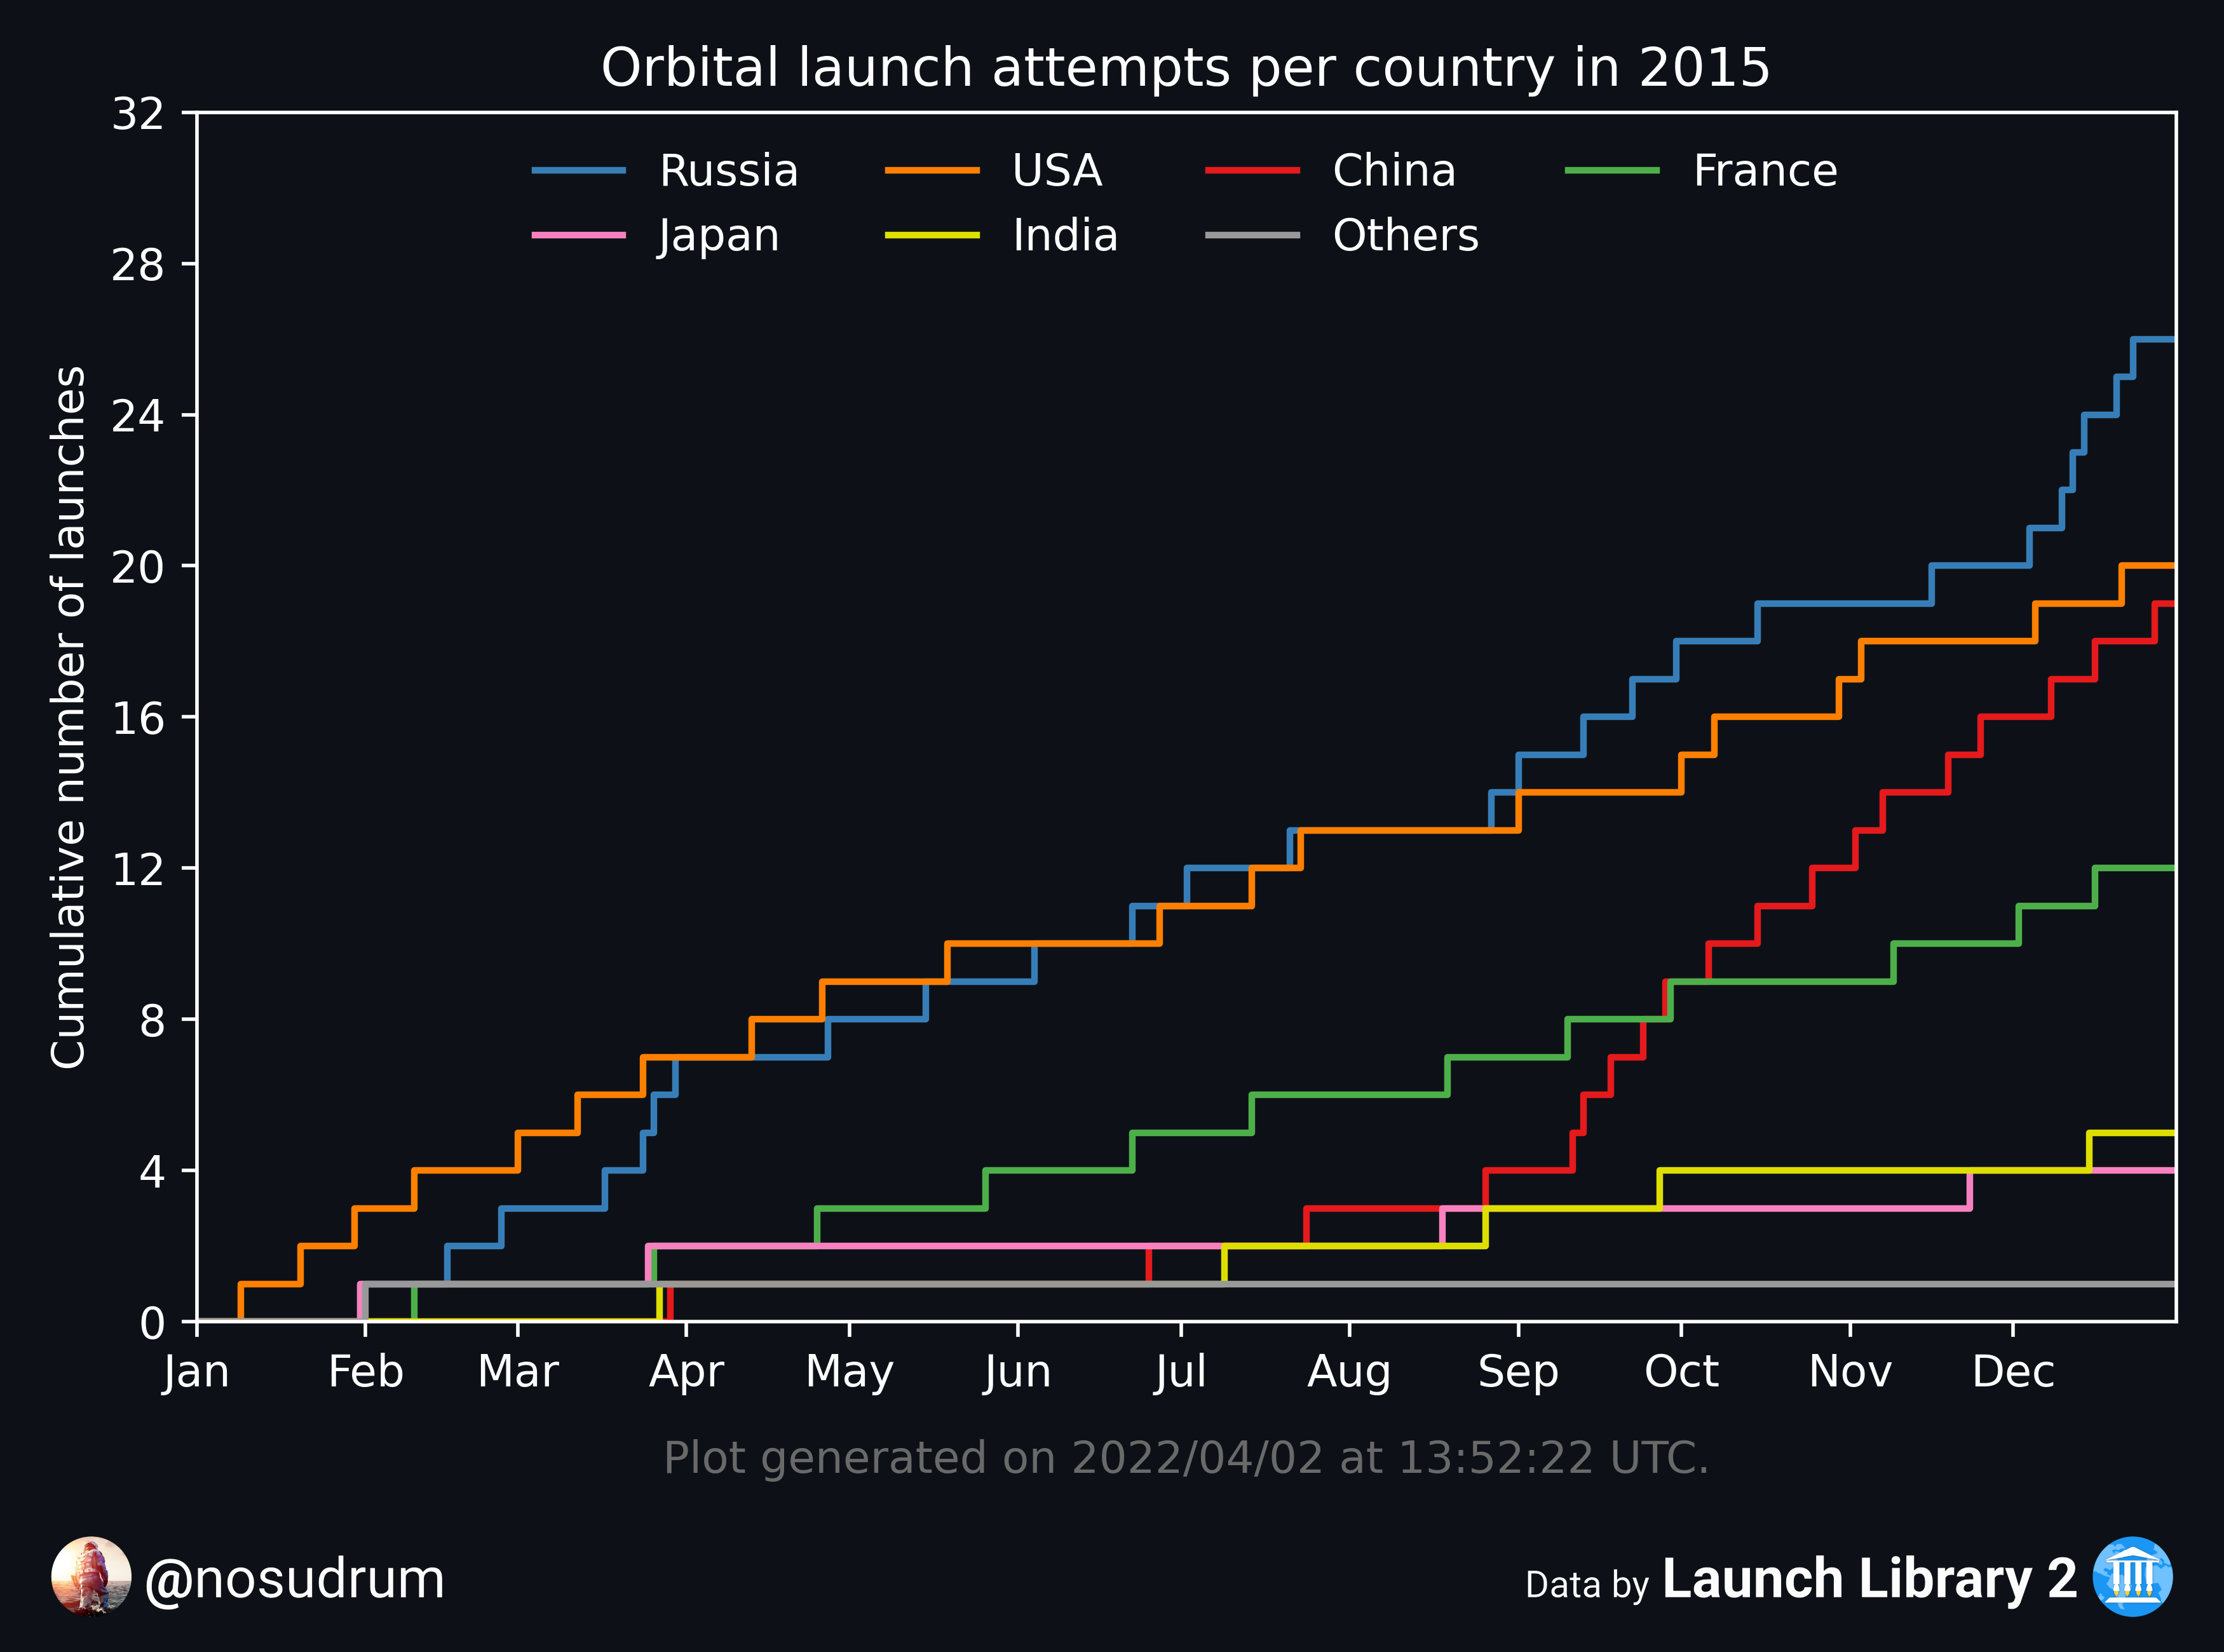 Orbital launch attempts per country in 2015
32
28
24
20
16
12
8
4
0
Cumulative number of launches
Russia USA China France
Japan India Others
Jan Feb Mar Apr May Jun Jul Aug Sep Oct Nov Dec
Plot generated on 2022/04/02 at 13:52:22 UTC.
@nosudrum
Data by Launch Library 2